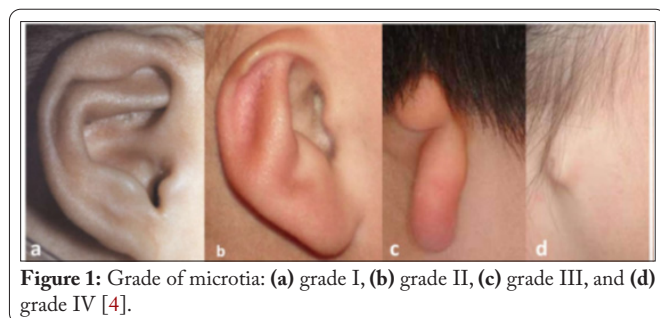 a b c d
Figure 1: Grade of microtia: (a) grade I, (b) grade II, (c) grade III, and (d)
grade IV [4].